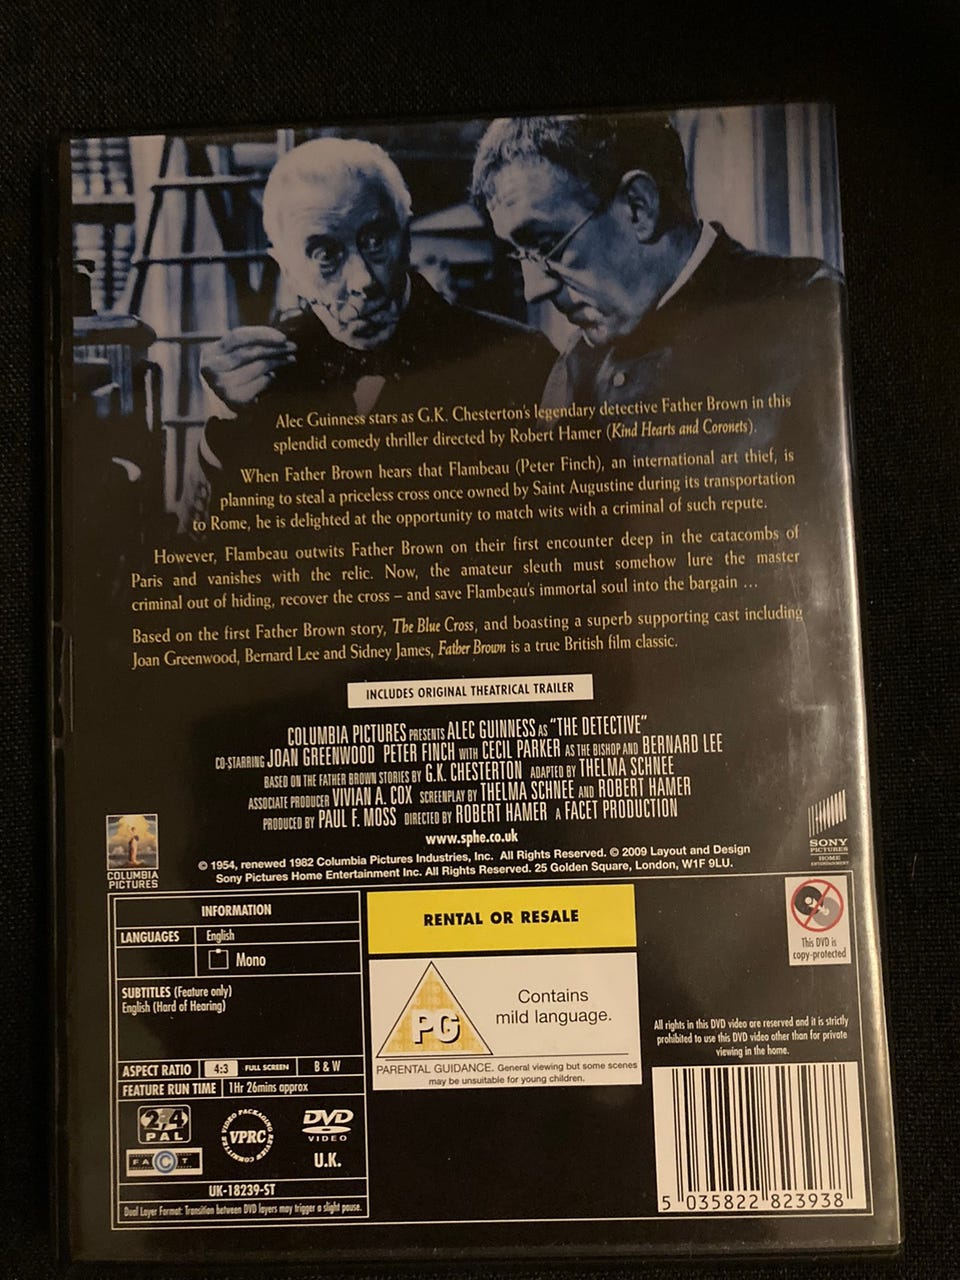 Alec Guinness stars as G.K. Chesterton's legendary detective Father Brown in this
splendid comedy thriller directed by Robert Hamer (Kind Hearts and Coronets).
When Father Brown hears that Flambeau (Peter Finch), an international art thief, is
planning to steal a priceless cross once owned by Saint Augustine during its transportation
to Rome, he is delighted at the opportunity to match wits with a criminal of such repute.
However, Flambeau outwits Father Brown on their first encounter deep in the catacombs of
Paris and vanishes with the relic. Now, the amateur sleuth must somehow lure the master
criminal out of hiding, recover the cross – and save Flambeau's immortal soul into the bargain ...
Based on the first Father Brown story, The Blue Cross, and boasting a superb supporting cast including
Joan Greenwood, Bernard Lee and Sidney James, Father Brown is a true British film classic.
INCLUDES ORIGINAL THEATRICAL TRAILER
COLUMBIA PICTURES PRESENTS ALEC GUINNESS AS "THE DETECTIVE"
CO-STARRING JOAN GREENWOOD PETER FINCH WITH CECIL PARKER AS THE BISHOP AND BERNARD LEE
BASED ON THE FATHER BROWN STORIES BY G.K. CHESTERTON ADAPTED BY THELMA SCHNEE
ASSOCIATE PRODUCER VIVIAN A. COX SCREENPLAY BY THELMA SCHNEE AND ROBERT HAMER
PRODUCED BY PAUL F. MOSS DIRECTED BY ROBERT HAMER A FACET PRODUCTION
www.sphe.co.uk
© 1954, renewed 1982 Columbia Pictures Industries, Inc. All Rights Reserved. © 2009 Layout and Design
Sony Pictures Home Entertainment Inc. All Rights Reserved. 25 Golden Square, London, W1F 9LU.
COLUMBIA
PICTURES
SONY
PICTURES
HOME
ENTERTAINMENT
INFORMATION
LANGUAGES English
Mono
SUBTITLES (Feature only)
English (Hard of Hearing)
ASPECT RATIO 4:3 FULL SCREEN B & W
FEATURE RUN TIME 1Hr 26mins approx
2 4
PAL
VIDEO PACKAGING REVIEW COMMITTEE
VPRC
DVD
VIDEO
FACT
U.K.
UK-18239-ST
Dual Layer Format: Transition between DVD layers may trigger a slight pause.
RENTAL OR RESALE
PG
Contains
mild language.
PARENTAL GUIDANCE. General viewing but some scenes
may be unsuitable for young children.
This DVD is
copy-protected
All rights in this DVD video are reserved and it is strictly
prohibited to use this DVD video other than for private
viewing in the home.
5 035822 823938